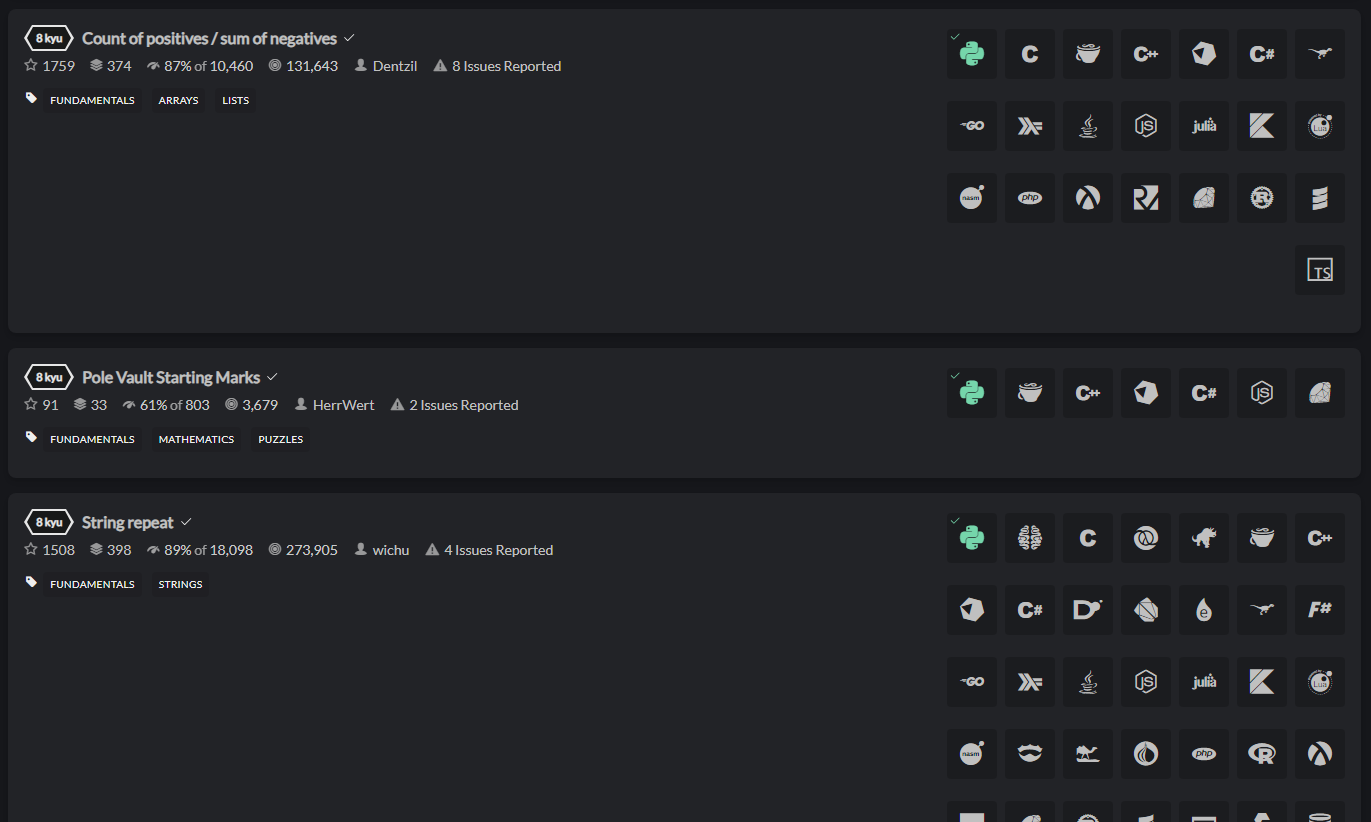 8 kyu Count of positives / sum of negatives
1759 374 87% of 10,460 131,643 Dentzil 8 Issues Reported
FUNDAMENTALS ARRAYS LISTS
C C++ C#
GO JS julia Lua
nasm php R
TS
8 kyu Pole Vault Starting Marks
91 33 61% of 803 3,679 HerrWert 2 Issues Reported
FUNDAMENTALS MATHEMATICS PUZZLES
C++ C# JS
8 kyu String repeat
1508 398 89% of 18,098 273,905 wichu 4 Issues Reported
FUNDAMENTALS STRINGS
C C++
C# D e F#
GO JS julia Lua
nasm php R